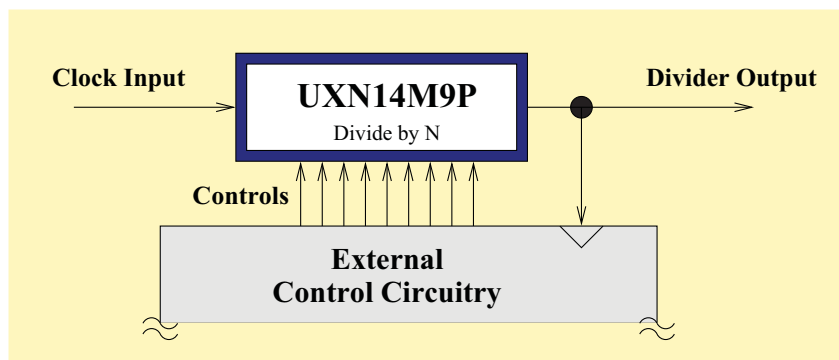 Clock Input
UXN14M9P
Divide by N
Divider Output
Controls
External
Control Circuitry